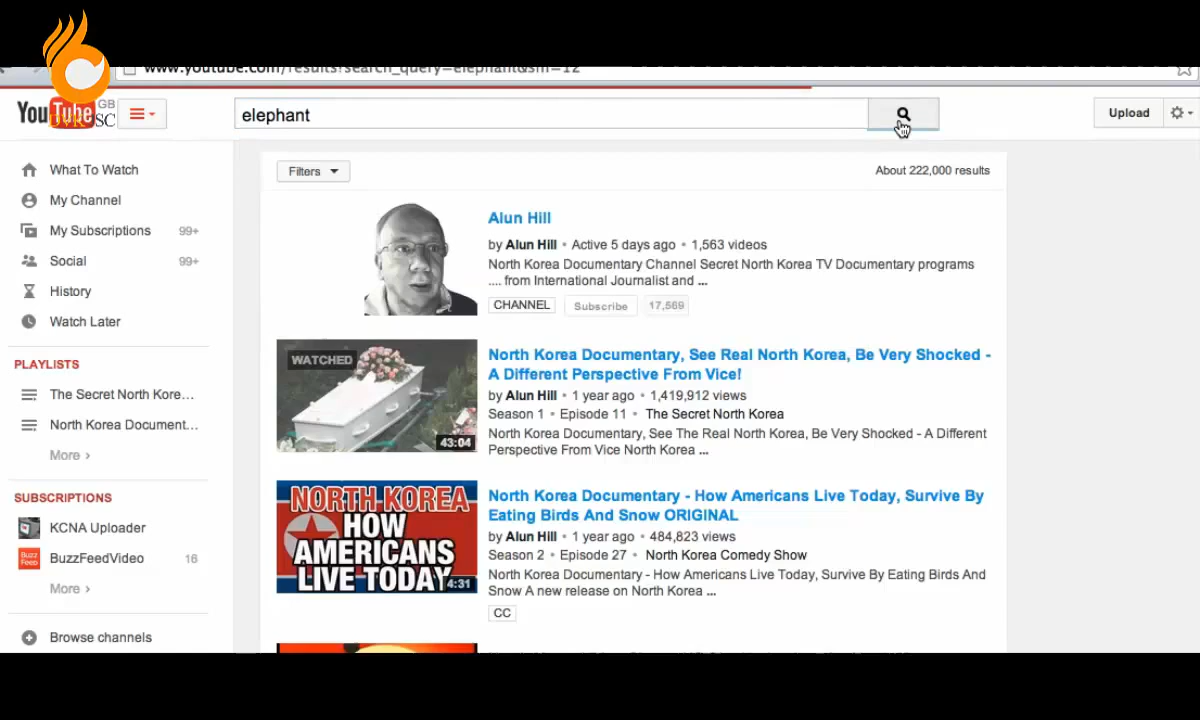 www.youtube.com/results?search_query=elephant&sm=12
YouTube GB
DVR SC
elephant
Upload
What To Watch
My Channel
My Subscriptions 99+
Social 99+
History
Watch Later
PLAYLISTS
The Secret North Kore...
North Korea Document...
More ›
SUBSCRIPTIONS
KCNA Uploader
BuzzFeedVideo 16
More ›
Browse channels
Filters
About 222,000 results
Alun Hill
by Alun Hill • Active 5 days ago • 1,563 videos
North Korea Documentary Channel Secret North Korea TV Documentary programs
.... from International Journalist and ...
CHANNEL Subscribe 17,569
WATCHED
43:04
North Korea Documentary, See Real North Korea, Be Very Shocked -
A Different Perspective From Vice!
by Alun Hill • 1 year ago • 1,419,912 views
Season 1 • Episode 11 • The Secret North Korea
North Korea Documentary, See The Real North Korea, Be Very Shocked - A Different
Perspective From Vice North Korea ...
NORTH KOREA
HOW
AMERICANS
LIVE TODAY
4:31
North Korea Documentary - How Americans Live Today, Survive By
Eating Birds And Snow ORIGINAL
by Alun Hill • 1 year ago • 484,823 views
Season 2 • Episode 27 • North Korea Comedy Show
North Korea Documentary - How Americans Live Today, Survive By Eating Birds And
Snow A new release on North Korea ...
CC